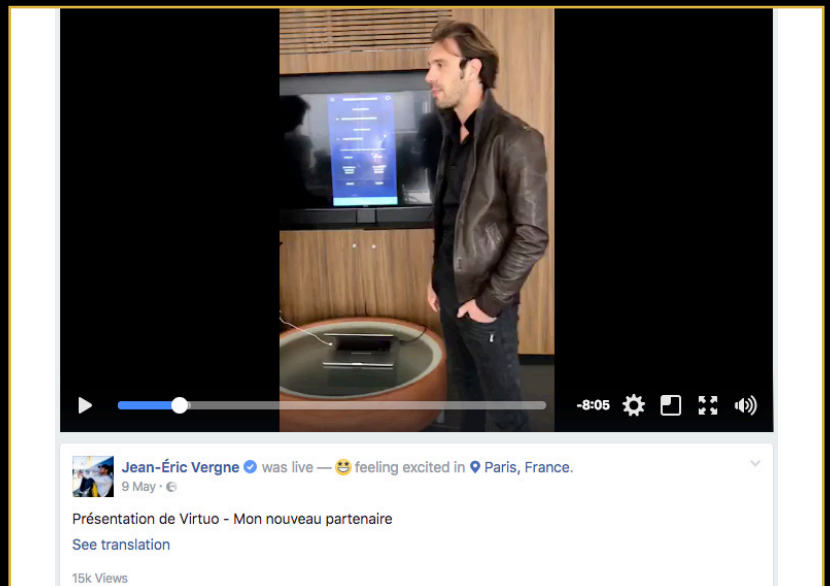 -8:05
Jean-Éric Vergne was live — feeling excited in Paris, France.
9 May ·
Présentation de Virtuo - Mon nouveau partenaire
See translation
15k Views